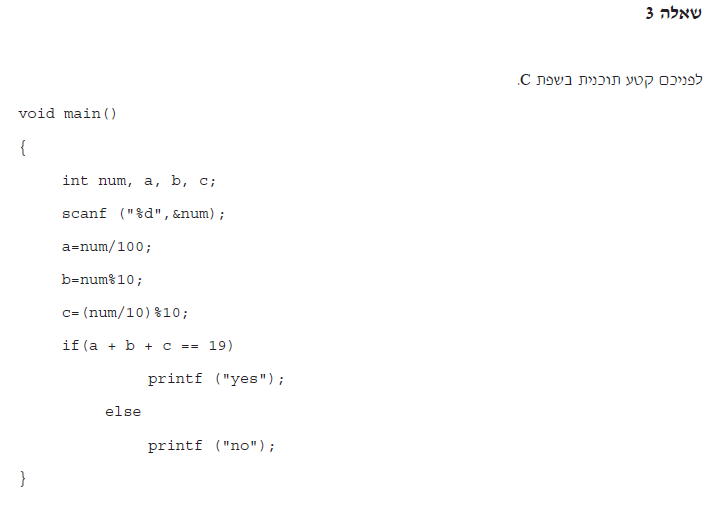 שאלה 3
לפניכם קטע תוכנית בשפת C.
void main()
{
int num, a, b, c;
scanf ("%d",&num);
a=num/100;
b=num%10;
c=(num/10)%10;
if(a + b + c == 19)
printf ("yes");
else
printf ("no");
}